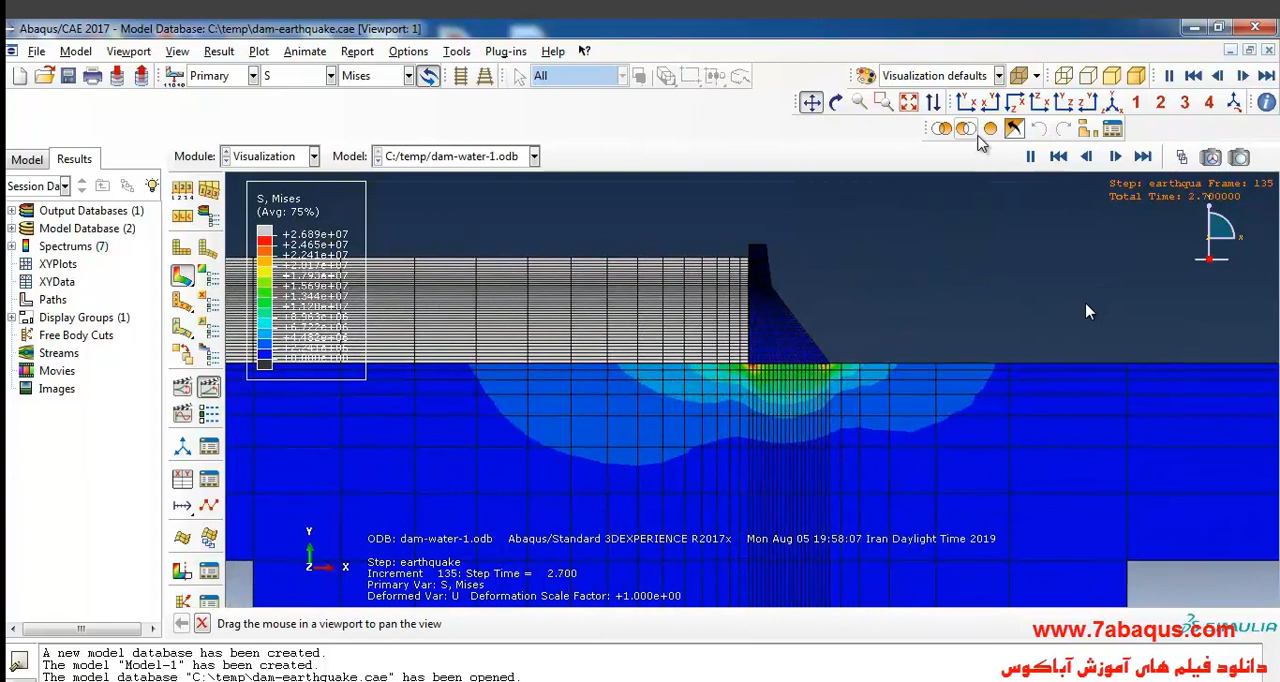 Abaqus/CAE 2017 - Model Database: C:\temp\dam-earthquake.cae [Viewport: 1]
File Model Viewport View Result Plot Animate Report Options Tools Plug-ins Help
Primary S Mises All Visualization defaults
1 2 3 4
Model Results Module: Visualization Model: C:/temp/dam-water-1.odb
Session Da
Output Databases (1)
Model Database (2)
Spectrums (7)
XYPlots
XYData
Paths
Display Groups (1)
Free Body Cuts
Streams
Movies
Images
S, Mises
(Avg: 75%)
+2.689e+07
+2.465e+07
+2.241e+07
+1.569e+07
+1.344e+07
Step: earthqua Frame: 135
Total Time: 2.700000
Y
Z X
ODB: dam-water-1.odb Abaqus/Standard 3DEXPERIENCE R2017x Mon Aug 05 19:58:07 Iran Daylight Time 2019
Step: earthquake
Increment 135: Step Time = 2.700
Primary Var: S, Mises
Deformed Var: U Deformation Scale Factor: +1.000e+00
Drag the mouse in a viewport to pan the view
SIMULIA
www.7abaqus.com
دانلود فیلم های آموزش آباکوس
A new model database has been created.
The model "Model-1" has been created.
The model database "C:\temp\dam-earthquake.cae" has been opened.